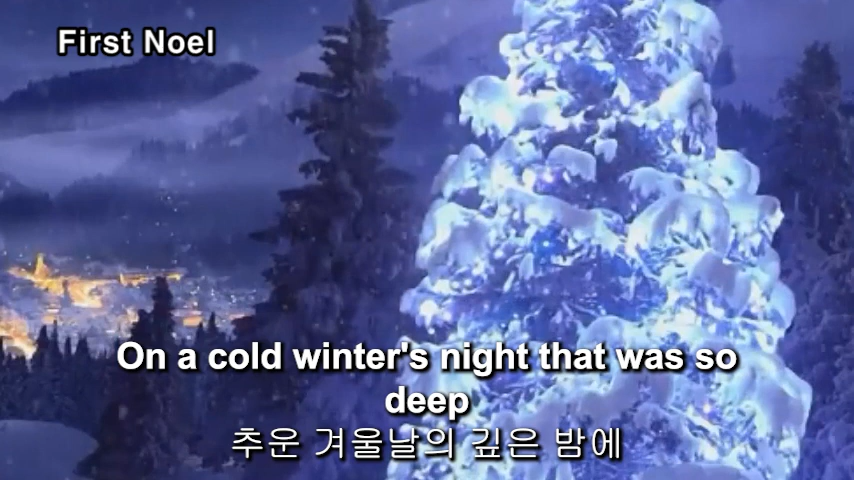 First Noel
On a cold winter's night that was so
deep
추운 겨울날의 깊은 밤에